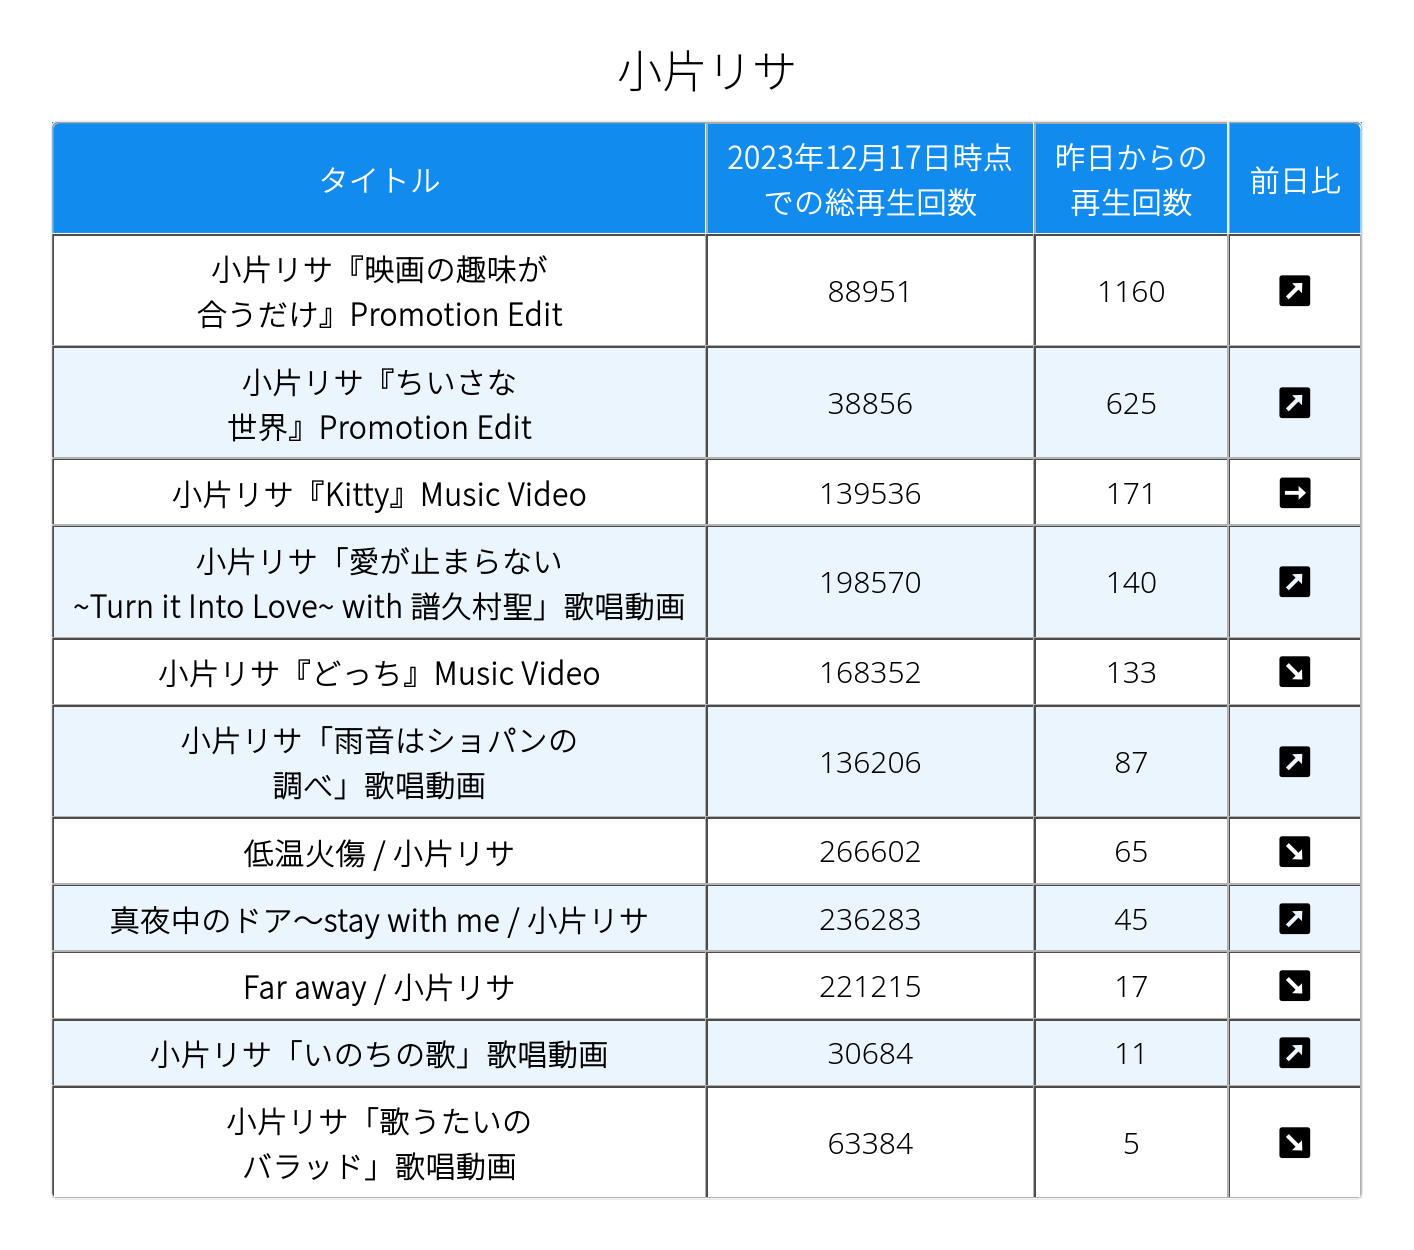 小片リサ
タイトル
2023年12月17日時点
での総再生回数
昨日からの
再生回数
前日比
小片リサ『映画の趣味が
合うだけ』Promotion Edit
88951
1160
小片リサ『ちいさな
世界』Promotion Edit
38856
625
小片リサ『Kitty』Music Video
139536
171
小片リサ「愛が止まらない
~Turn it Into Love~ with 譜久村聖」歌唱動画
198570
140
小片リサ『どっち』Music Video
168352
133
小片リサ「雨音はショパンの
調べ」歌唱動画
136206
87
低温火傷 / 小片リサ
266602
65
真夜中のドア〜stay with me / 小片リサ
236283
45
Far away / 小片リサ
221215
17
小片リサ「いのちの歌」歌唱動画
30684
11
小片リサ「歌うたいの
バラッド」歌唱動画
63384
5